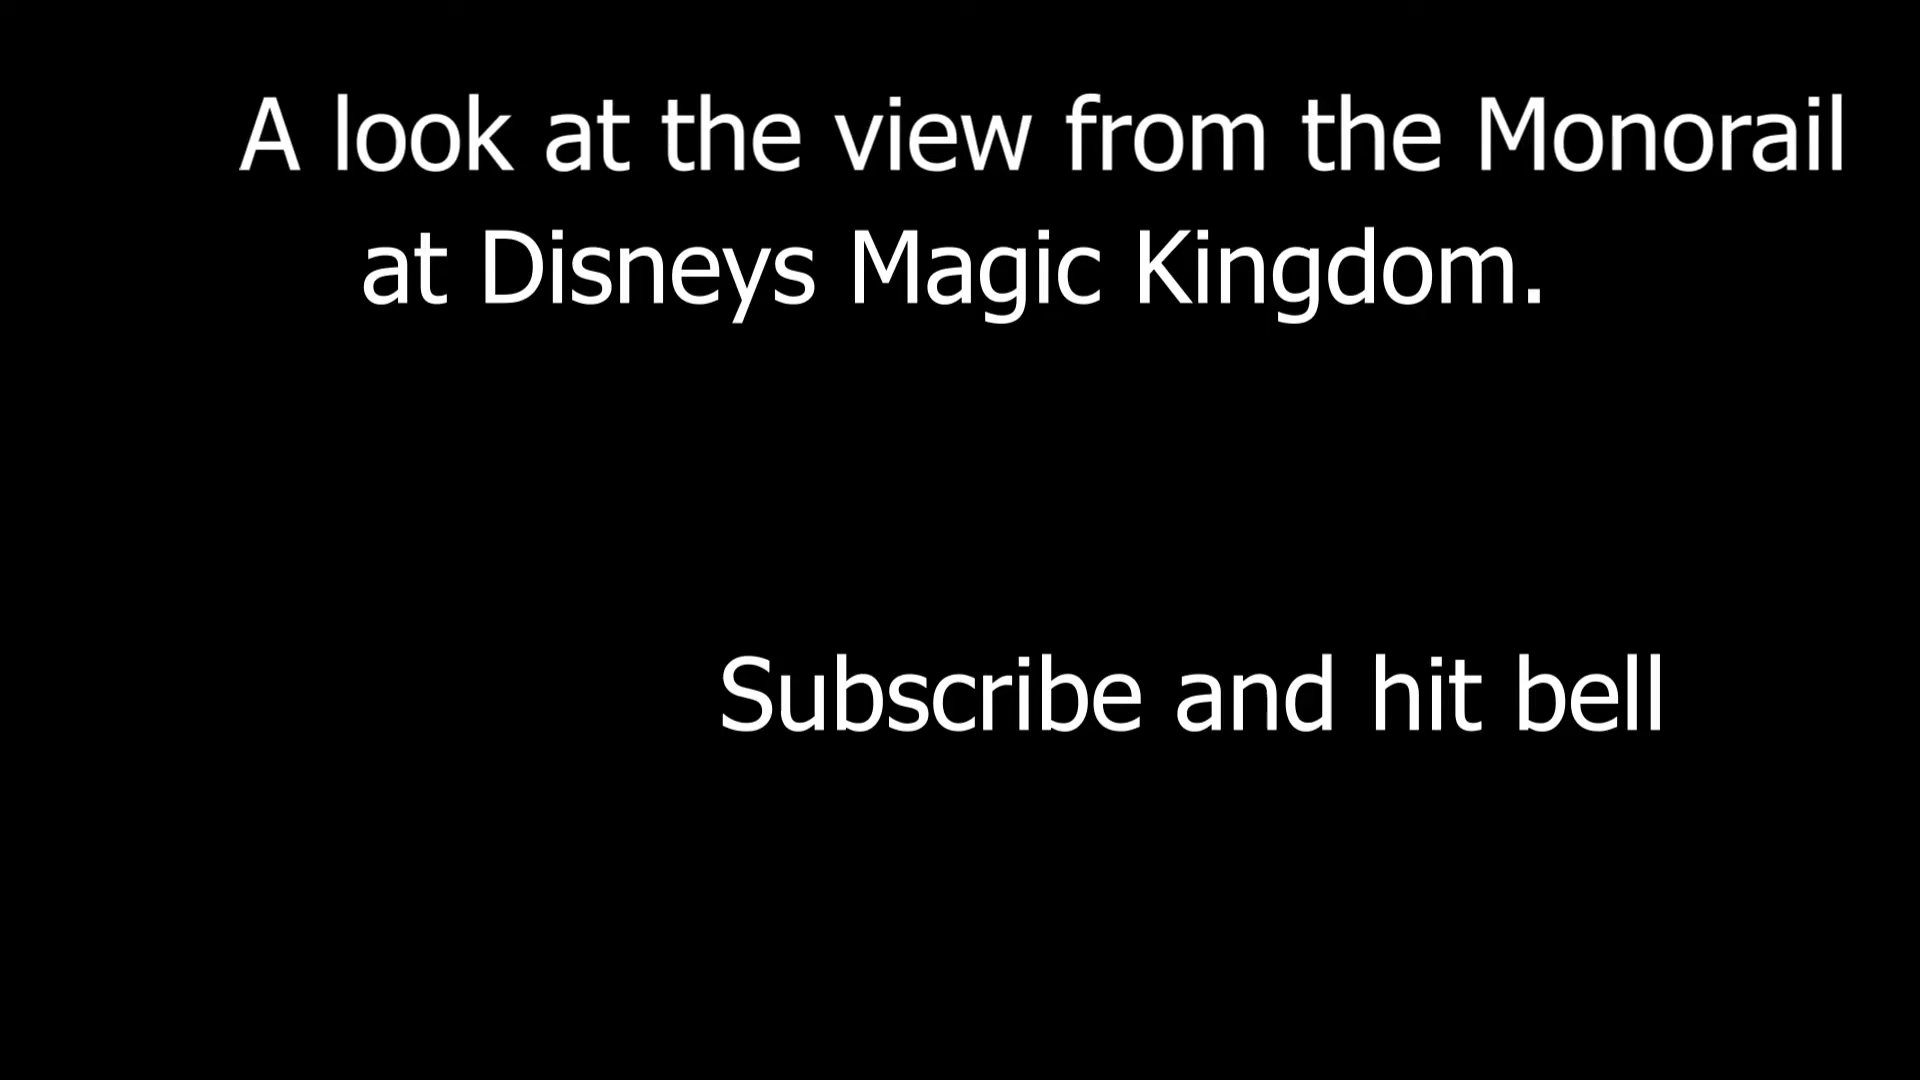 A look at the view from the Monorail
at Disneys Magic Kingdom.
Subscribe and hit bell